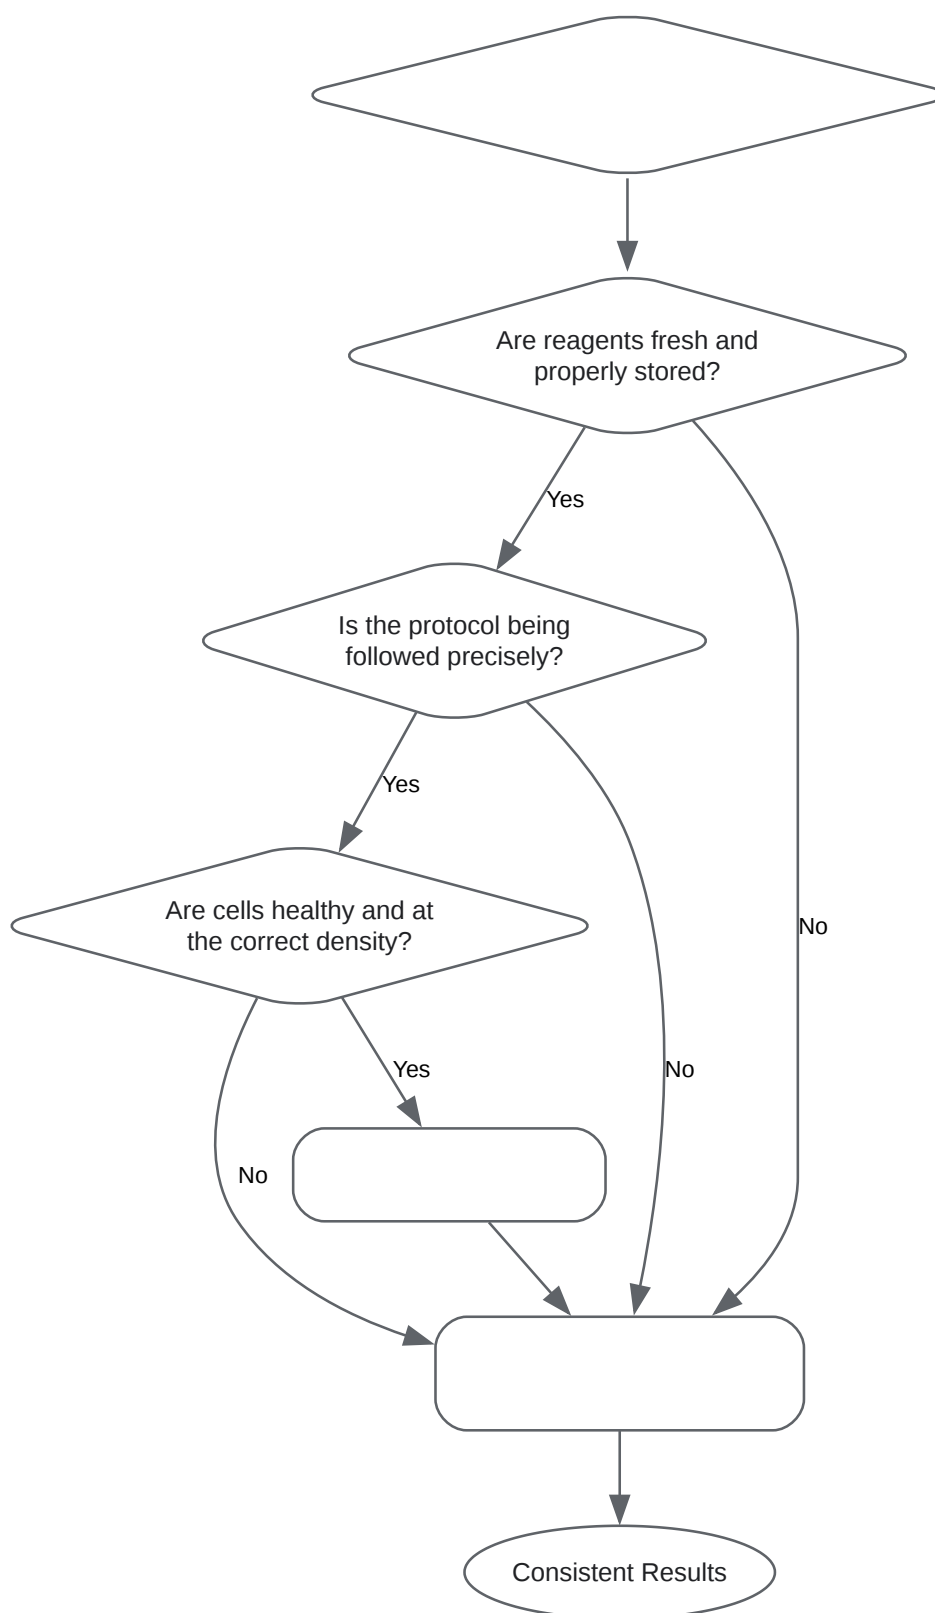 Are reagents fresh and
properly stored?
Yes
Is the protocol being
followed precisely?
Yes
Are cells healthy and at
the correct density?
No
Yes
No
No
Consistent Results